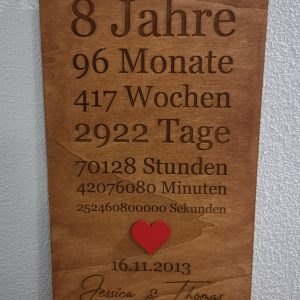 8 Jahre
96 Monate
417 Wochen
2922 Tage
70128 Stunden
42076080 Minuten
252460800000 Sekunden
16.11.2013
Jessica & Thomas